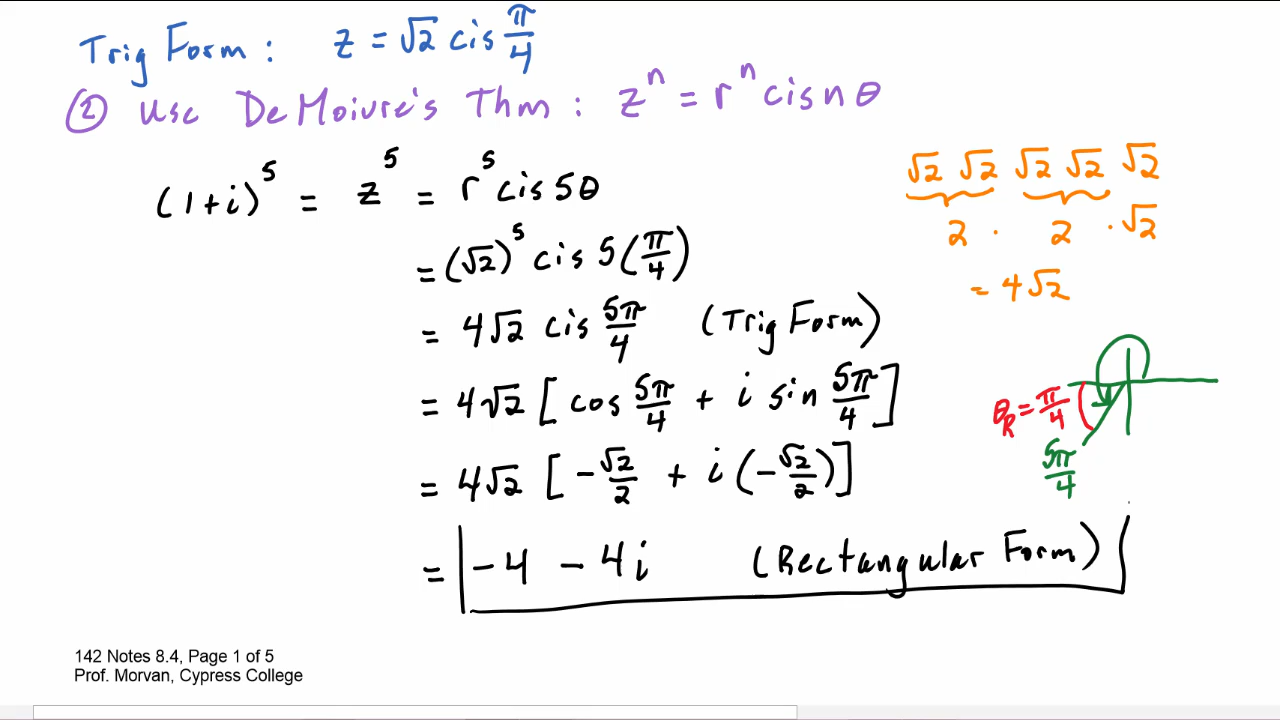 Trig Form: z = √2 cis π/4
② Use DeMoivre's Thm: zⁿ = rⁿ cis n θ
(1+i)⁵ = z⁵ = r⁵ cis 5θ
= (√2)⁵ cis 5(π/4)
= 4√2 cis 5π/4 (Trig Form)
= 4√2 [cos 5π/4 + i sin 5π/4]
= 4√2 [-√2/2 + i(-√2/2)]
= -4 - 4i (Rectangular Form)
√2 √2 √2 √2 √2
2 · 2 · √2
= 4√2
θ_R = π/4
5π/4
142 Notes 8.4, Page 1 of 5
Prof. Morvan, Cypress College